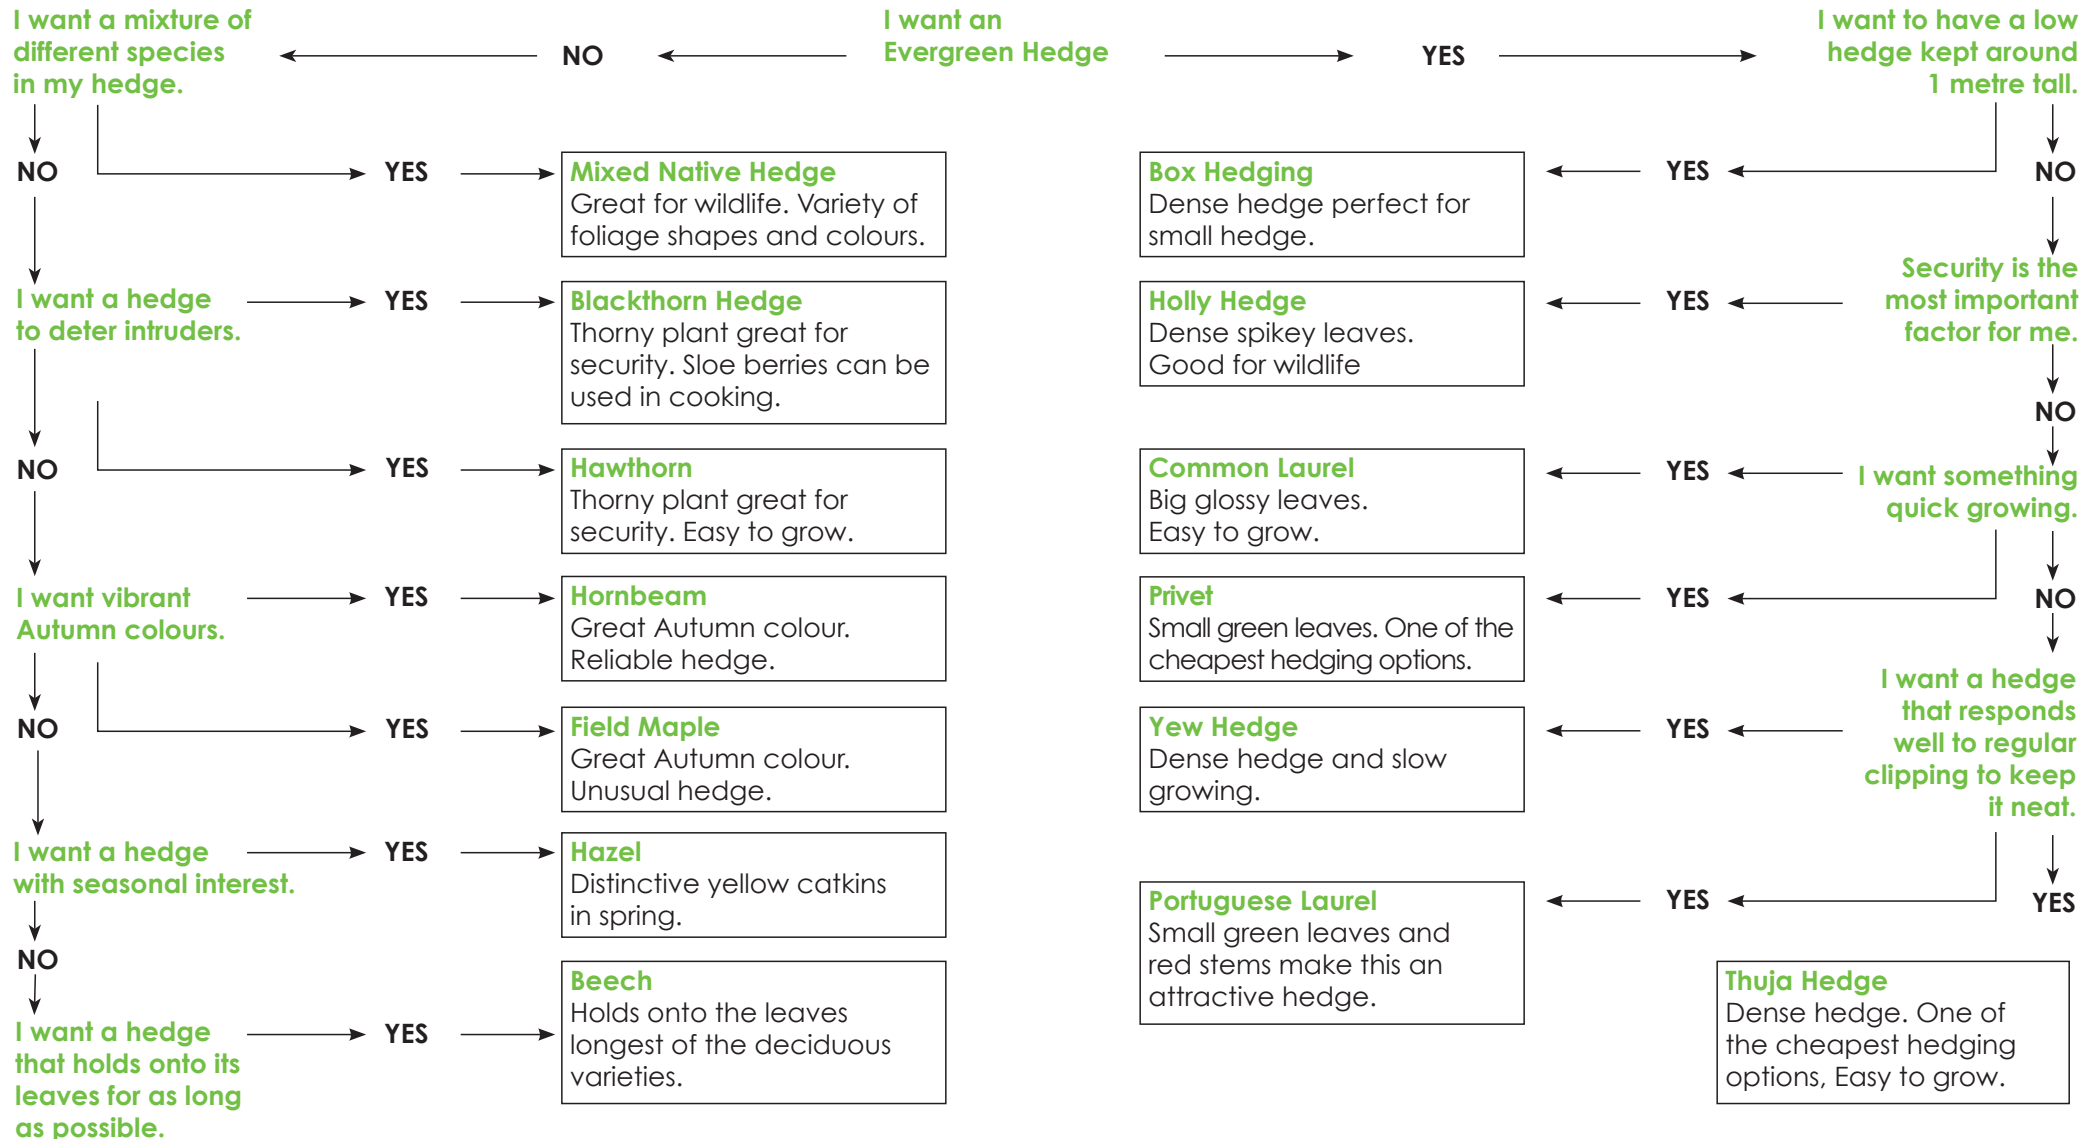 I want a mixture of
different species
in my hedge.
NO
I want an
Evergreen Hedge
YES
I want to have a low
hedge kept around
1 metre tall.
NO
YES
Mixed Native Hedge
Great for wildlife. Variety of
foliage shapes and colours.
Box Hedging
Dense hedge perfect for
small hedge.
YES
NO
I want a hedge
to deter intruders.
YES
Blackthorn Hedge
Thorny plant great for
security. Sloe berries can be
used in cooking.
Holly Hedge
Dense spikey leaves.
Good for wildlife
YES
Security is the
most important
factor for me.
NO
NO
YES
Hawthorn
Thorny plant great for
security. Easy to grow.
Common Laurel
Big glossy leaves.
Easy to grow.
YES
I want something
quick growing.
I want vibrant
Autumn colours.
YES
Hornbeam
Great Autumn colour.
Reliable hedge.
Privet
Small green leaves. One of the
cheapest hedging options.
YES
NO
NO
YES
Field Maple
Great Autumn colour.
Unusual hedge.
Yew Hedge
Dense hedge and slow
growing.
YES
I want a hedge
that responds
well to regular
clipping to keep
it neat.
I want a hedge
with seasonal interest.
YES
Hazel
Distinctive yellow catkins
in spring.
Portuguese Laurel
Small green leaves and
red stems make this an
attractive hedge.
YES
YES
NO
I want a hedge
that holds onto its
leaves for as long
as possible.
YES
Beech
Holds onto the leaves
longest of the deciduous
varieties.
Thuja Hedge
Dense hedge. One of
the cheapest hedging
options, Easy to grow.